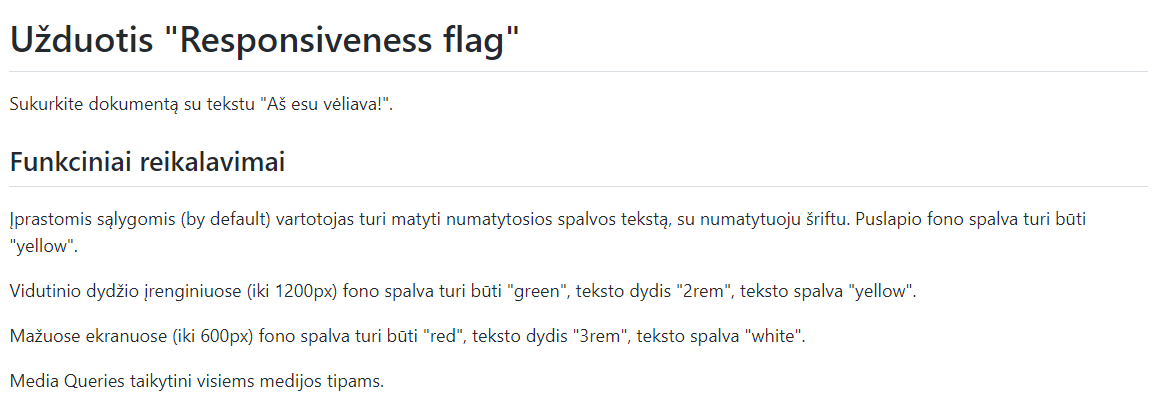 Užduotis "Responsiveness flag"
Sukurkite dokumentą su tekstu "Aš esu vėliava!".
Funkciniai reikalavimai
Įprastomis sąlygomis (by default) vartotojas turi matyti numatytosios spalvos tekstą, su numatytuoju šriftu. Puslapio fono spalva turi būti
"yellow".
Vidutinio dydžio įrenginiuose (iki 1200px) fono spalva turi būti "green", teksto dydis "2rem", teksto spalva "yellow".
Mažuose ekranuose (iki 600px) fono spalva turi būti "red", teksto dydis "3rem", teksto spalva "white".
Media Queries taikytini visiems medijos tipams.